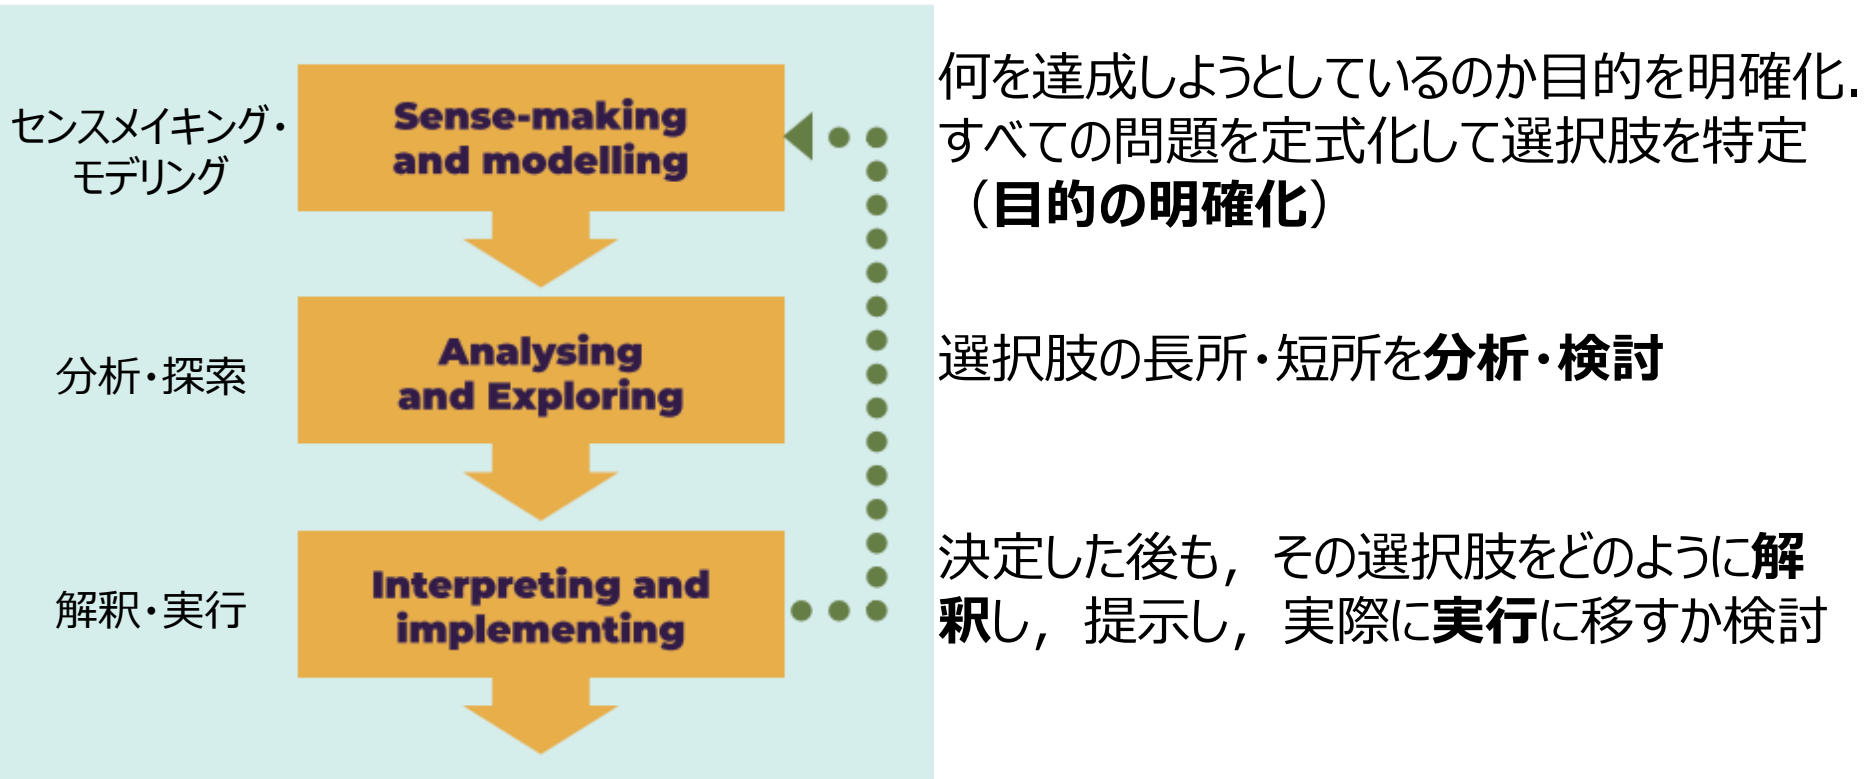 センスメイキング・
モデリング
Sense-making
and modelling
何を達成しようとしているのか目的を明確化.
すべての問題を定式化して選択肢を特定
（目的の明確化）
分析・探索
Analysing
and Exploring
選択肢の長所・短所を分析・検討
解釈・実行
Interpreting and
implementing
決定した後も，その選択肢をどのように解
釈し，提示し，実際に実行に移すか検討